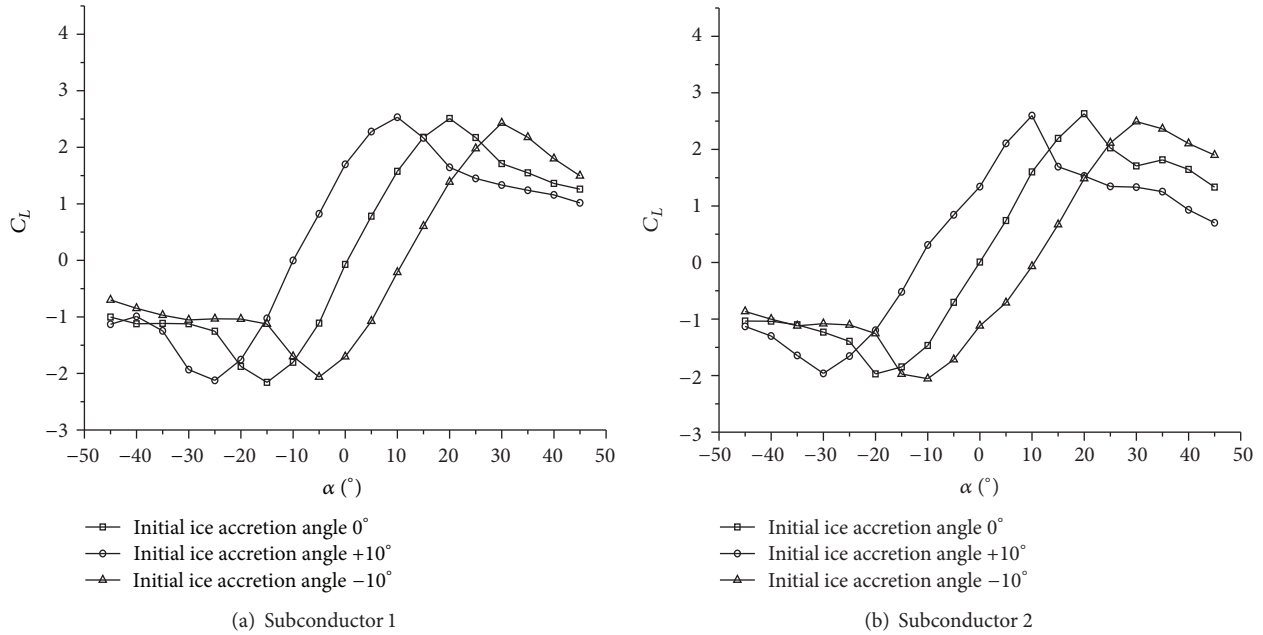 4
3
2
1
0
−1
−2
−3
C_L
−50 −40 −30 −20 −10 0 10 20 30 40 50
α (°)
Initial ice accretion angle 0°
Initial ice accretion angle +10°
Initial ice accretion angle −10°
(a) Subconductor 1
4
3
2
1
0
−1
−2
−3
C_L
−50 −40 −30 −20 −10 0 10 20 30 40 50
α (°)
Initial ice accretion angle 0°
Initial ice accretion angle +10°
Initial ice accretion angle −10°
(b) Subconductor 2